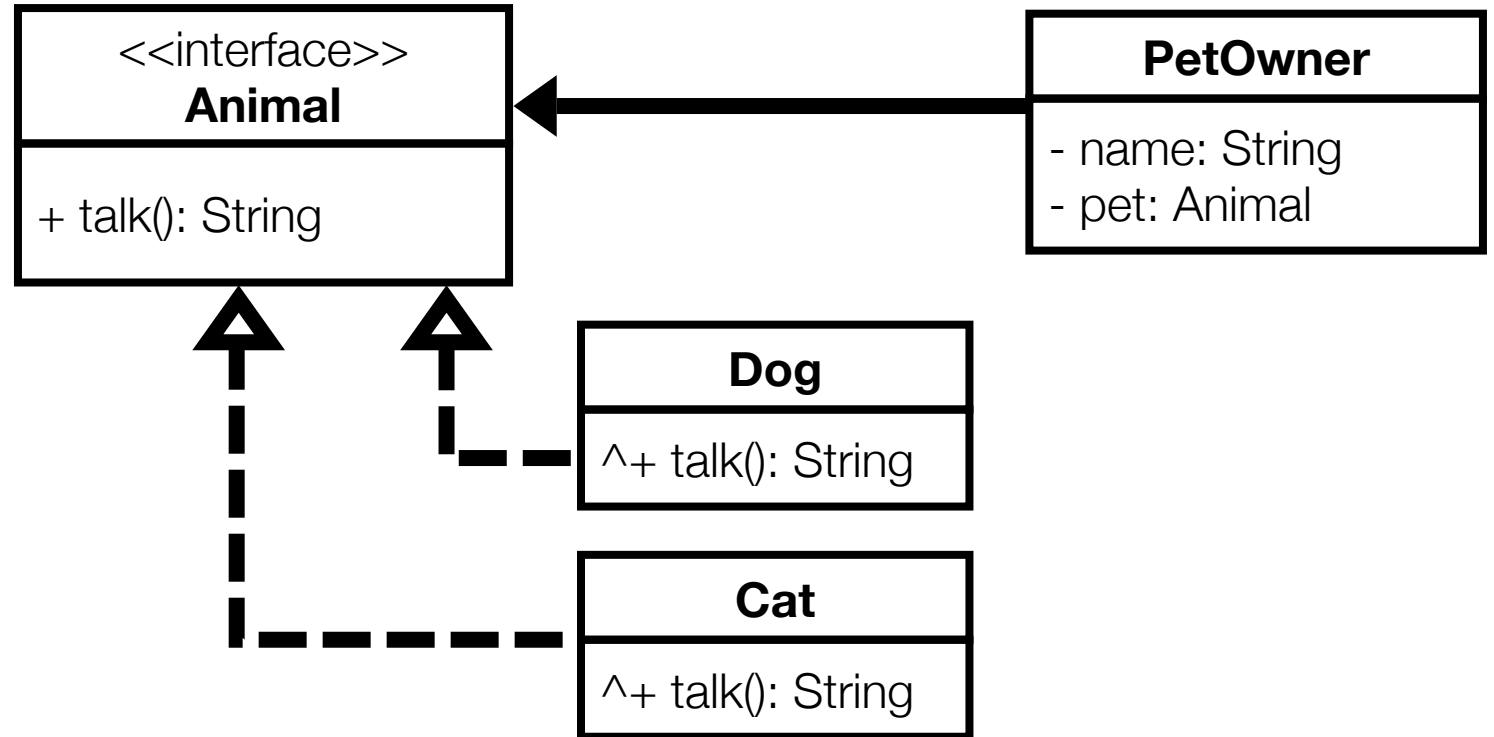 <<interface>>
Animal
+ talk(): String
PetOwner
- name: String
- pet: Animal
Dog
^+ talk(): String
Cat
^+ talk(): String